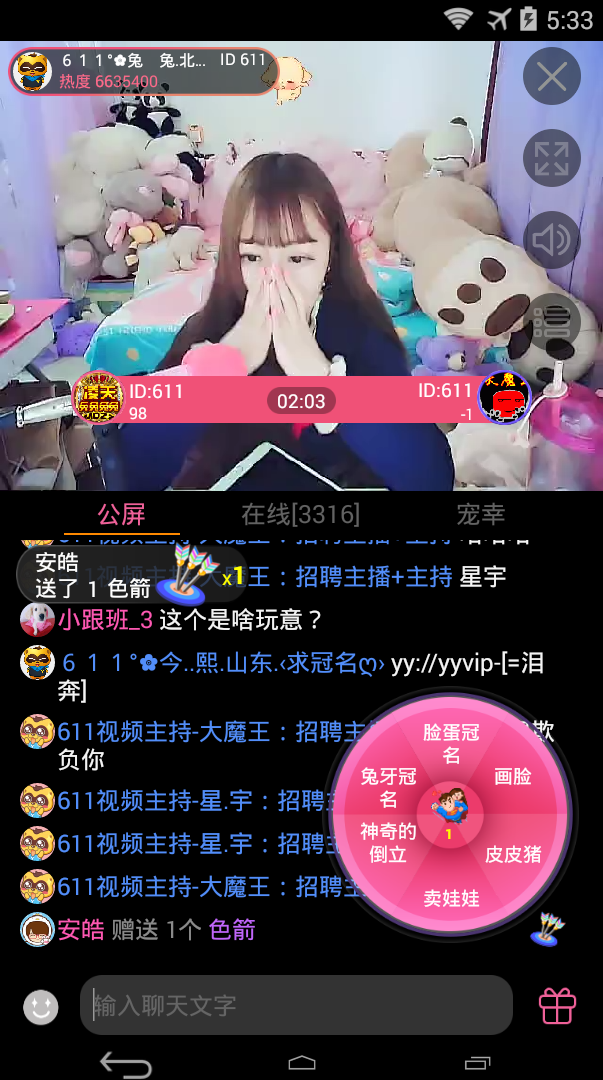 5:33
６１１°✿兔 兔.北... ID 611
热度 6635400
ID:611
98
02:03
ID:611
-1
公屏 在线[3316] 宠幸
安皓
送了 1 色箭 x1
王：招聘主播+主持 星宇
小跟班_3 这个是啥玩意？
６１１°✿今..熙.山东.‹求冠名ღ› yy://yyvip-[=泪
奔]
611视频主持-大魔王：招聘主 欺
负你
611视频主持-星.宇：招聘
611视频主持-星.宇：招聘
611视频主持-大魔王：招聘主
安皓 赠送 1个 色箭
脸蛋冠
名
画脸
皮皮猪
卖娃娃
神奇的
倒立
兔牙冠
名
1
输入聊天文字